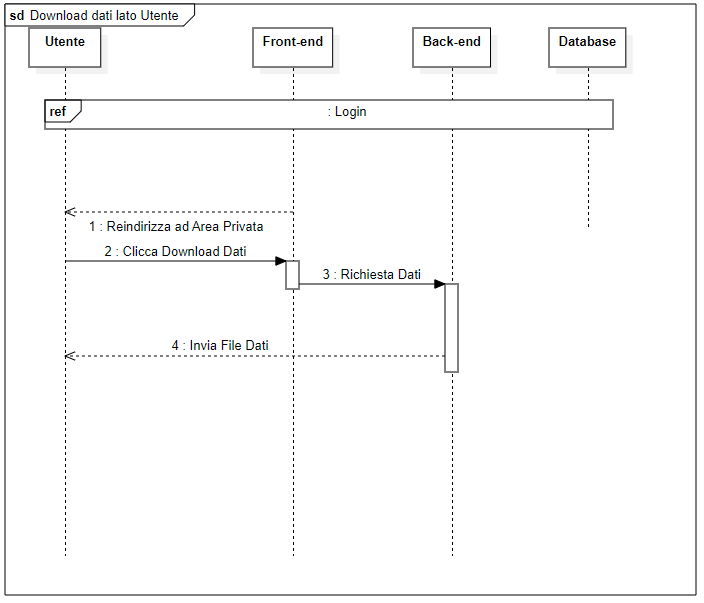 sd Download dati lato Utente
Utente
Front-end
Back-end
Database
ref
: Login
1 : Reindirizza ad Area Privata
2 : Clicca Download Dati
3 : Richiesta Dati
4 : Invia File Dati